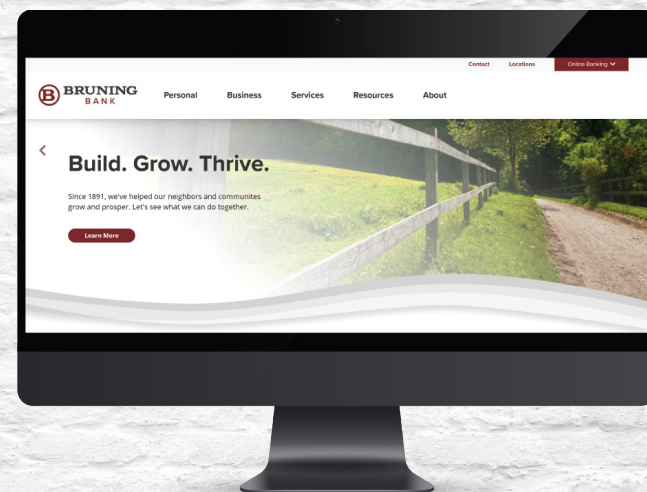 Contact Locations Online Banking
B BRUNING
BANK
Personal Business Services Resources About
Build. Grow. Thrive.
Since 1891, we've helped our neighbors and communites
grow and prosper. Let's see what we can do together.
Learn More